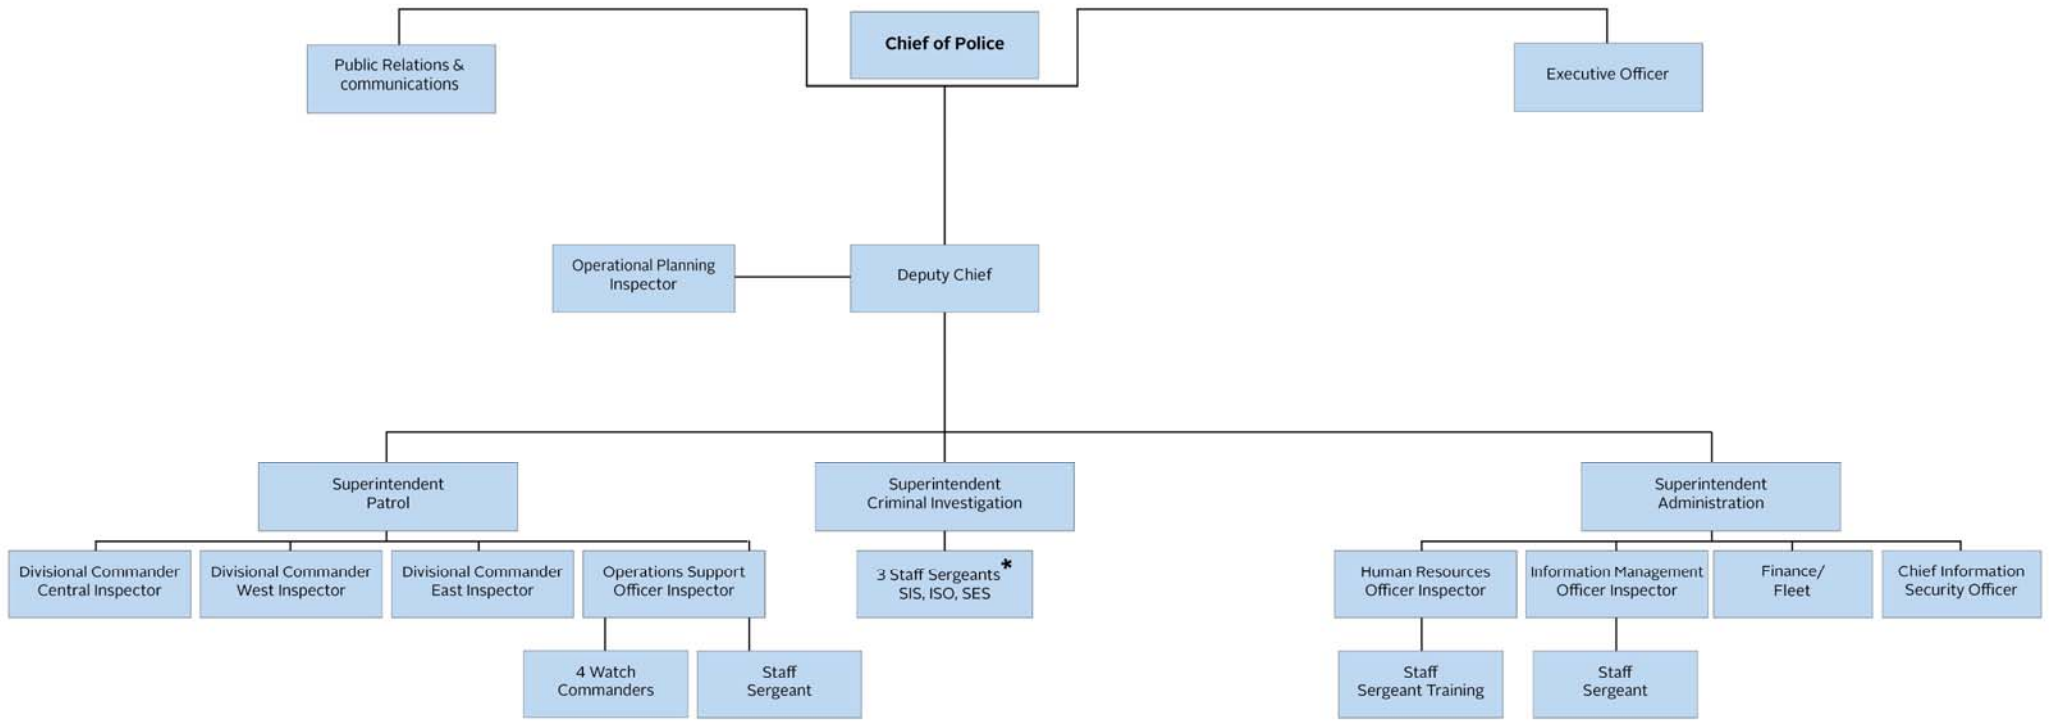 Chief of Police
Public Relations &
communications
Executive Officer
Operational Planning
Inspector
Deputy Chief
Superintendent
Patrol
Superintendent
Criminal Investigation
Superintendent
Administration
Divisional Commander
Central Inspector
Divisional Commander
West Inspector
Divisional Commander
East Inspector
Operations Support
Officer Inspector
3 Staff Sergeants*
SIS, ISO, SES
Human Resources
Officer Inspector
Information Management
Officer Inspector
Finance/
Fleet
Chief Information
Security Officer
4 Watch
Commanders
Staff
Sergeant
Staff
Sergeant Training
Staff
Sergeant